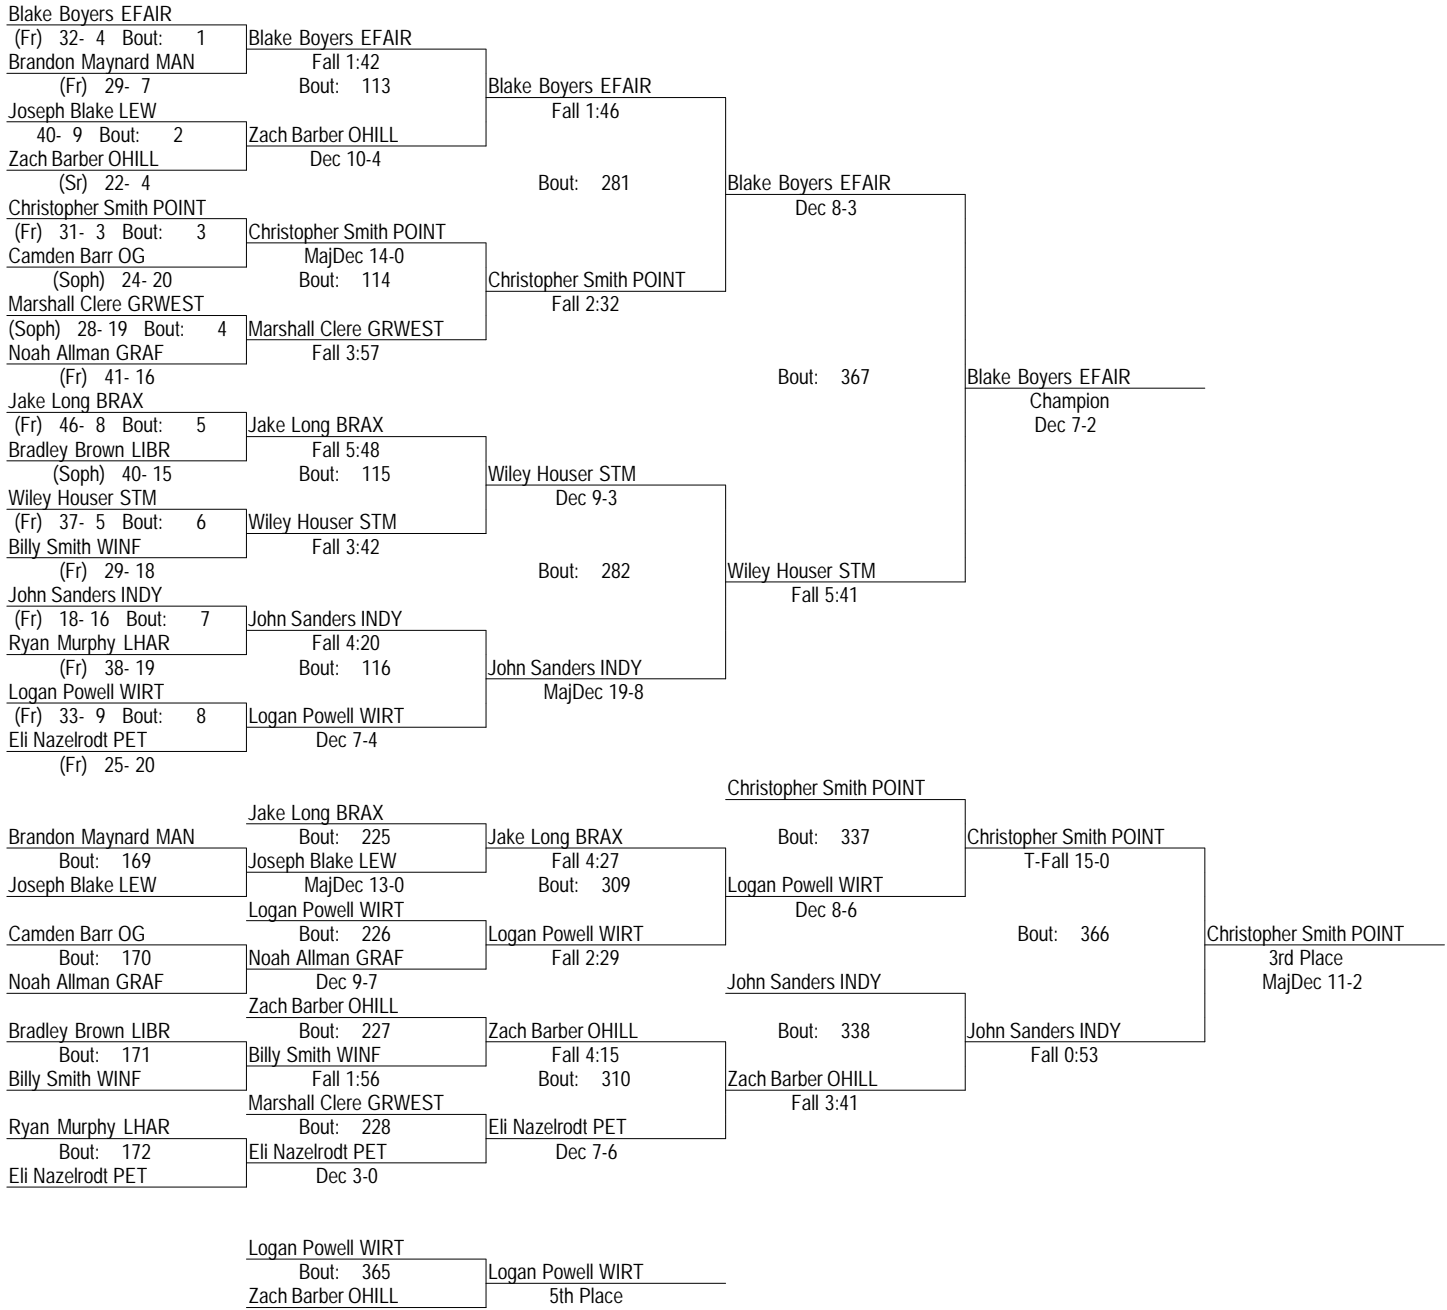 Blake Boyers EFAIR
(Fr) 32- 4 Bout: 1
Blake Boyers EFAIR
Brandon Maynard MAN
Fall 1:42
(Fr) 29- 7
Bout: 113
Blake Boyers EFAIR
Joseph Blake LEW
Fall 1:46
40- 9 Bout: 2
Zach Barber OHILL
Zach Barber OHILL
Dec 10-4
(Sr) 22- 4
Bout: 281
Blake Boyers EFAIR
Christopher Smith POINT
Dec 8-3
(Fr) 31- 3 Bout: 3
Christopher Smith POINT
Camden Barr OG
MajDec 14-0
(Soph) 24- 20
Bout: 114
Christopher Smith POINT
Marshall Clere GRWEST
Fall 2:32
(Soph) 28- 19 Bout: 4
Marshall Clere GRWEST
Noah Allman GRAF
Fall 3:57
(Fr) 41- 16
Bout: 367
Blake Boyers EFAIR
Jake Long BRAX
Champion
(Fr) 46- 8 Bout: 5
Jake Long BRAX
Dec 7-2
Bradley Brown LIBR
Fall 5:48
(Soph) 40- 15
Bout: 115
Wiley Houser STM
Wiley Houser STM
Dec 9-3
(Fr) 37- 5 Bout: 6
Wiley Houser STM
Billy Smith WINF
Fall 3:42
(Fr) 29- 18
Bout: 282
Wiley Houser STM
John Sanders INDY
Fall 5:41
(Fr) 18- 16 Bout: 7
John Sanders INDY
Ryan Murphy LHAR
Fall 4:20
(Fr) 38- 19
Bout: 116
John Sanders INDY
Logan Powell WIRT
MajDec 19-8
(Fr) 33- 9 Bout: 8
Logan Powell WIRT
Eli Nazelrodt PET
Dec 7-4
(Fr) 25- 20
Christopher Smith POINT
Jake Long BRAX
Brandon Maynard MAN
Bout: 225
Jake Long BRAX
Bout: 337
Christopher Smith POINT
Bout: 169
Joseph Blake LEW
Fall 4:27
T-Fall 15-0
Joseph Blake LEW
MajDec 13-0
Bout: 309
Logan Powell WIRT
Logan Powell WIRT
Dec 8-6
Camden Barr OG
Bout: 226
Logan Powell WIRT
Bout: 366
Christopher Smith POINT
Bout: 170
Noah Allman GRAF
Fall 2:29
3rd Place
Noah Allman GRAF
Dec 9-7
John Sanders INDY
MajDec 11-2
Zach Barber OHILL
Bradley Brown LIBR
Bout: 227
Zach Barber OHILL
Bout: 338
John Sanders INDY
Bout: 171
Billy Smith WINF
Fall 4:15
Fall 0:53
Billy Smith WINF
Fall 1:56
Bout: 310
Zach Barber OHILL
Marshall Clere GRWEST
Fall 3:41
Ryan Murphy LHAR
Bout: 228
Eli Nazelrodt PET
Bout: 172
Eli Nazelrodt PET
Dec 7-6
Eli Nazelrodt PET
Dec 3-0
Logan Powell WIRT
Bout: 365
Logan Powell WIRT
Zach Barber OHILL
5th Place